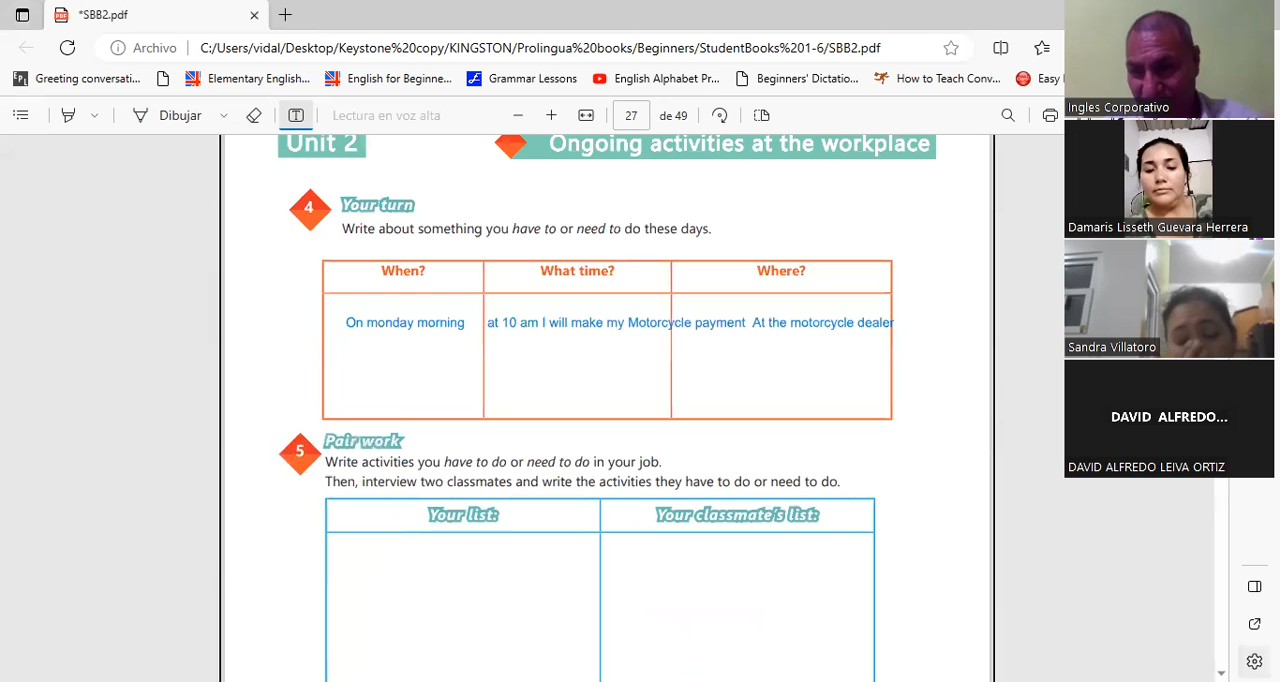 *SBB2.pdf
Archivo C:/Users/vidal/Desktop/Keystone%20copy/KINGSTON/Prolingua%20books/Beginners/StudentBooks%201-6/SBB2.pdf
Greeting conversati... Elementary English... English for Beginne... Grammar Lessons English Alphabet Pr... Beginners' Dictatio... How to Teach Conv... Easy
Dibujar Lectura en voz alta 27 de 49
Unit 2 Ongoing activities at the workplace
4 Your turn
Write about something you have to or need to do these days.
When? What time? Where?
On monday morning at 10 am I will make my Motorcycle payment At the motorcycle dealer
5 Pair work
Write activities you have to do or need to do in your job.
Then, interview two classmates and write the activities they have to do or need to do.
Your list: Your classmate's list:
Ingles Corporativo
Damaris Lisseth Guevara Herrera
Sandra Villatoro
DAVID ALFREDO...
DAVID ALFREDO LEIVA ORTIZ